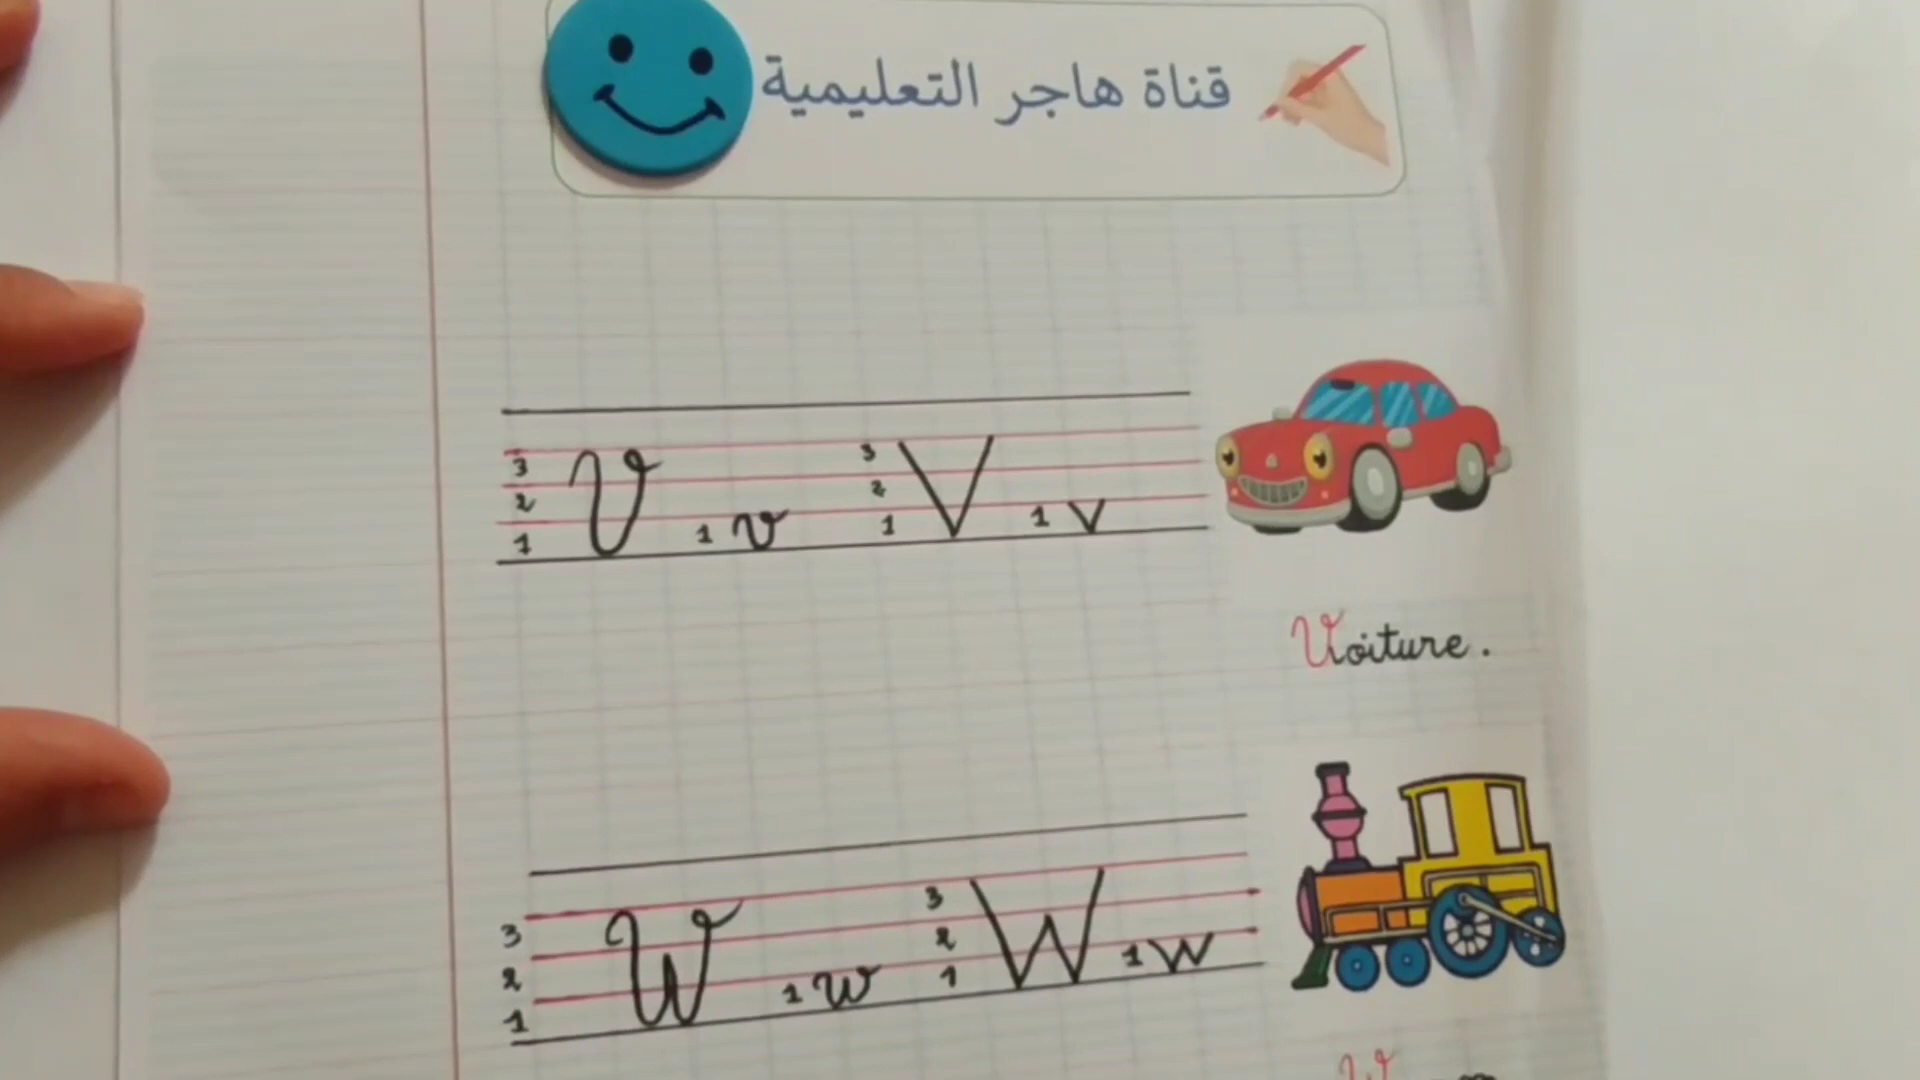 قناة هاجر التعليمية
3 V 3 V
2 1 v 2 1 v
1 1
Voiture.
3 W 3 W
2 1 w 2 1 w
1 1